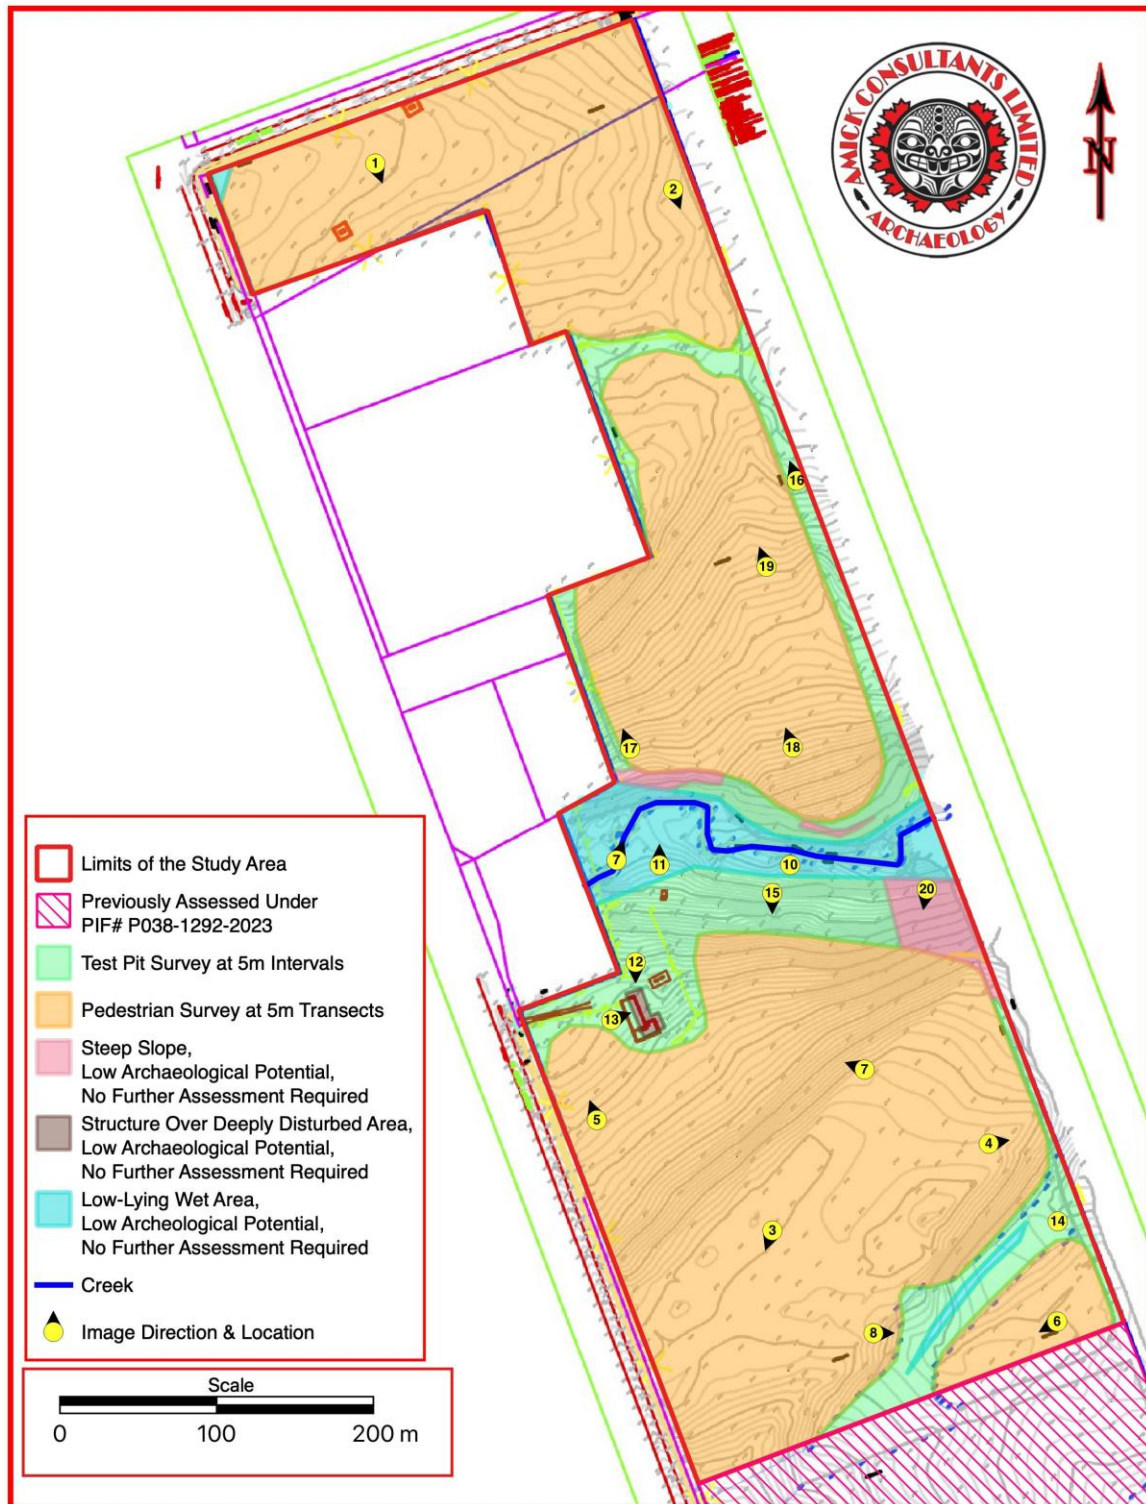 AMICK CONSULTANTS LIMITED
ARCHAEOLOGY
N
1
2
16
19
17
18
7
11
10
15
20
12
13
7
5
4
3
14
8
6
Limits of the Study Area
Previously Assessed Under
PIF# P038-1292-2023
Test Pit Survey at 5m Intervals
Pedestrian Survey at 5m Transects
Steep Slope,
Low Archaeological Potential,
No Further Assessment Required
Structure Over Deeply Disturbed Area,
Low Archaeological Potential,
No Further Assessment Required
Low-Lying Wet Area,
Low Archeological Potential,
No Further Assessment Required
Creek
Image Direction & Location
Scale
0 100 200 m